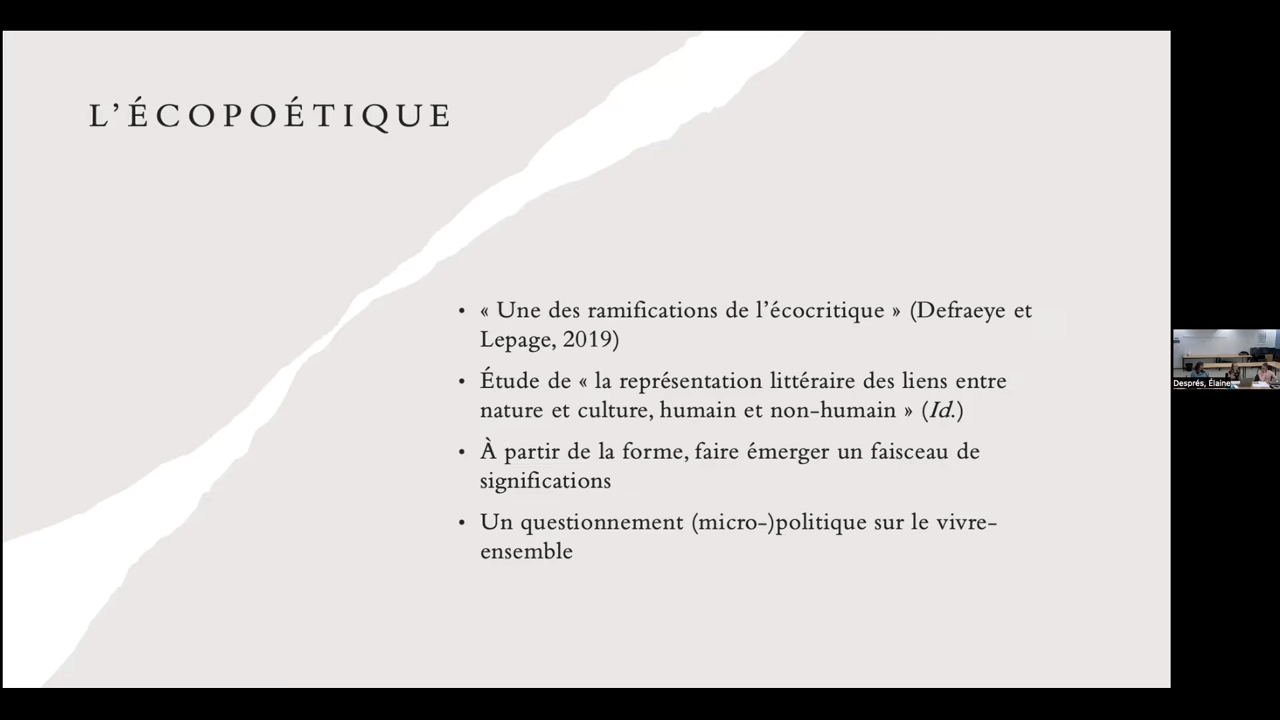 L’ÉCOPOÉTIQUE
• « Une des ramifications de l’écocritique » (Defraeye et
Lepage, 2019)
• Étude de « la représentation littéraire des liens entre
nature et culture, humain et non-humain » (Id.)
• À partir de la forme, faire émerger un faisceau de
significations
• Un questionnement (micro-)politique sur le vivre-
ensemble
Després, Élaine